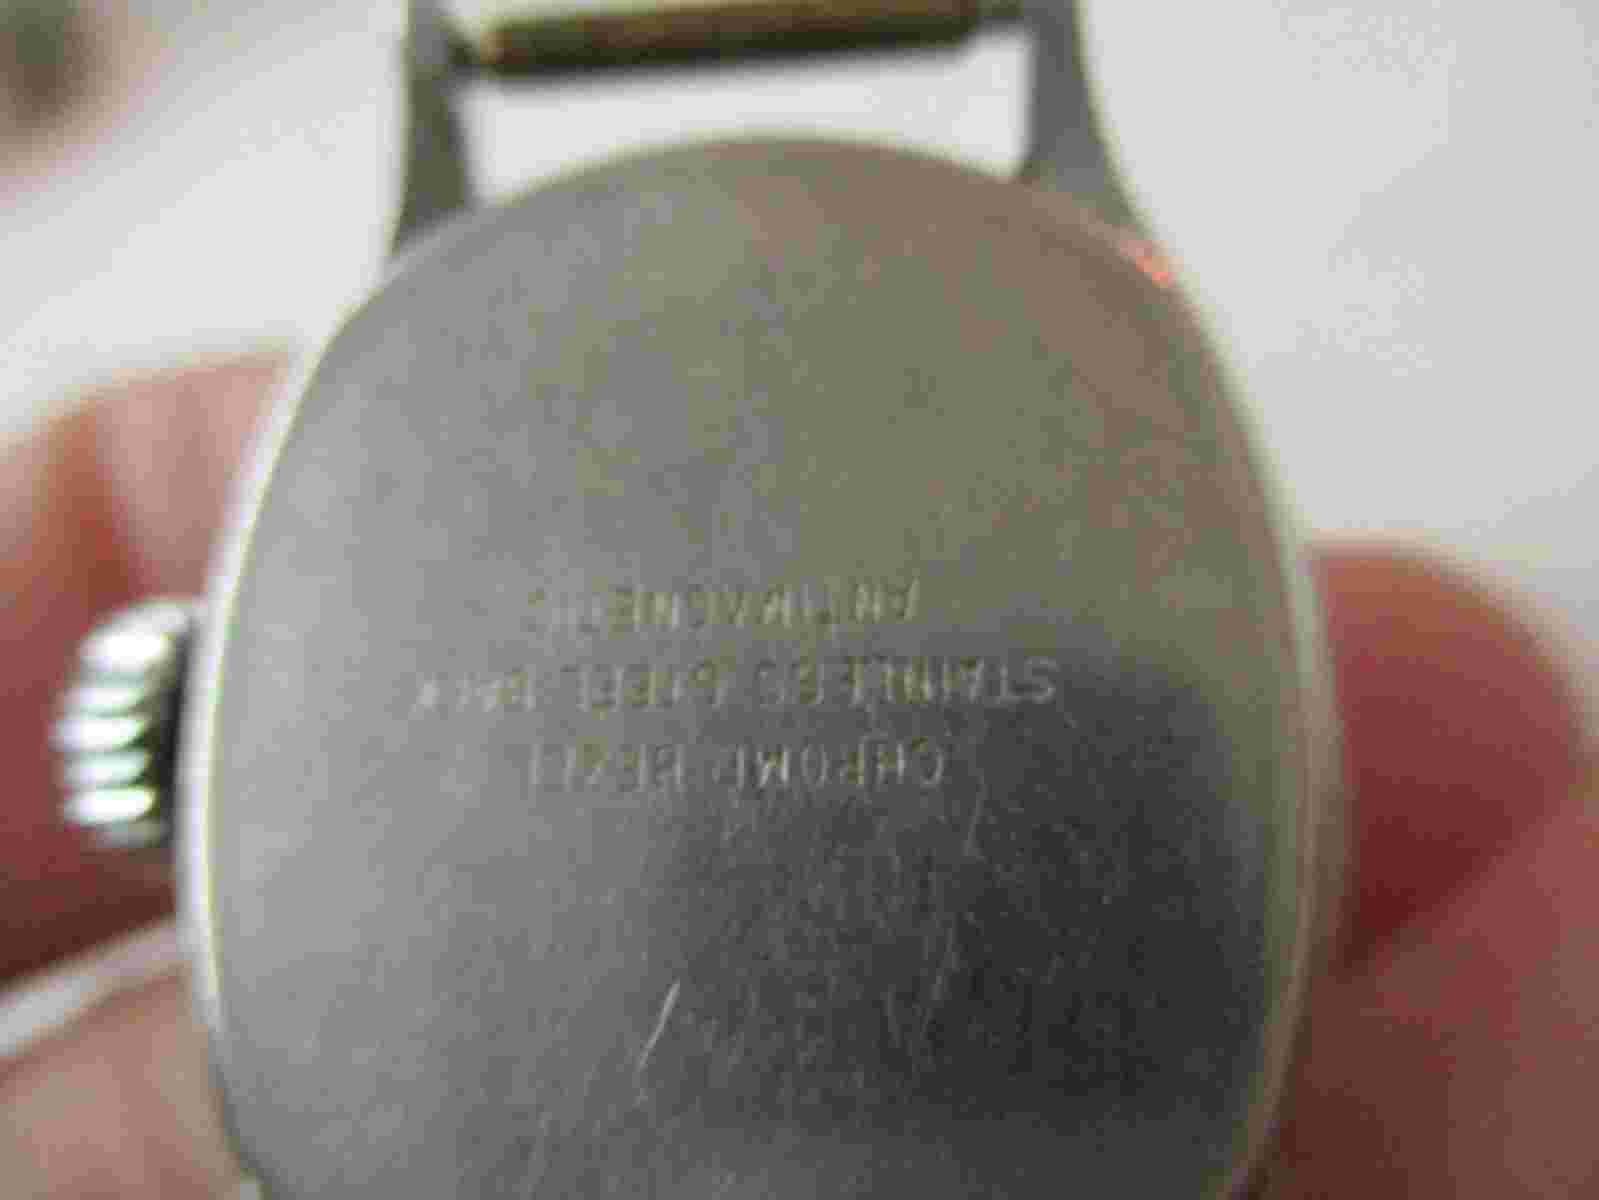 CHROME BEZEL
STAINLESS STEEL BACK
ANTIMAGNETIC